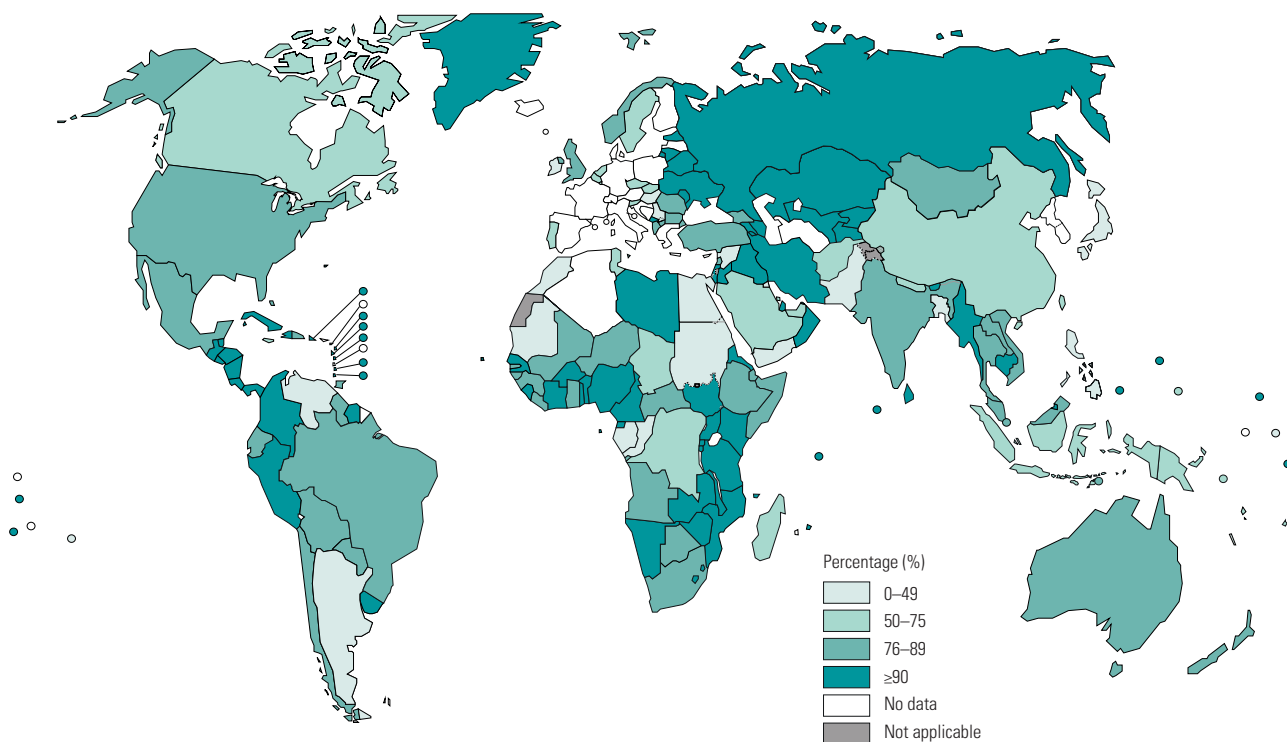 Percentage (%)
0–49
50–75
76–89
≥90
No data
Not applicable